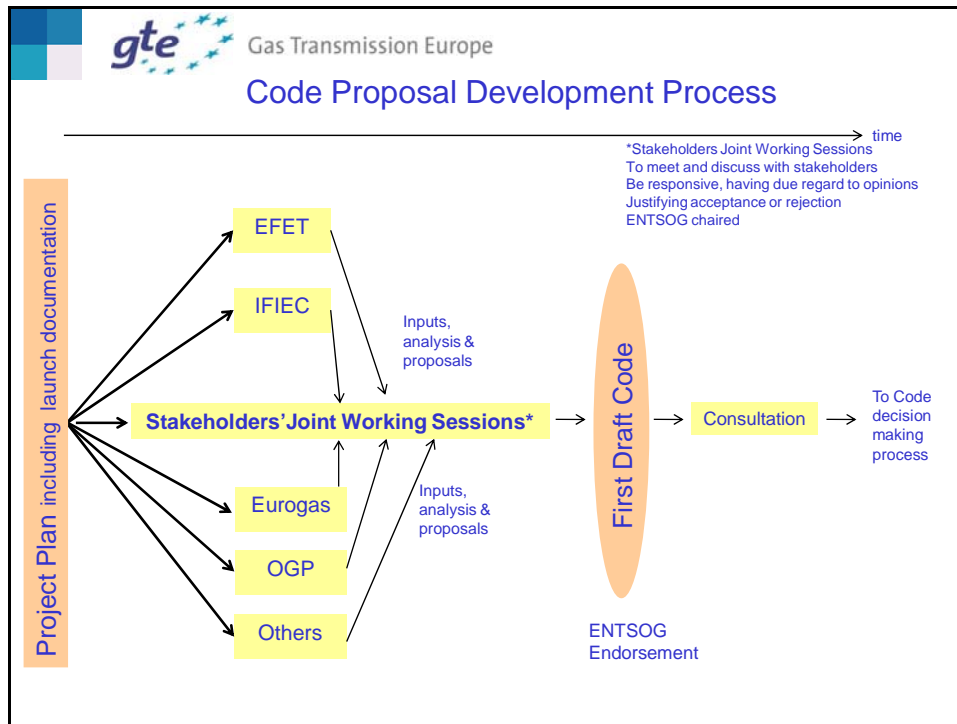 gte Gas Transmission Europe
Code Proposal Development Process
time
*Stakeholders Joint Working Sessions
To meet and discuss with stakeholders
Be responsive, having due regard to opinions
Justifying acceptance or rejection
ENTSOG chaired
Project Plan including launch documentation
EFET
IFIEC
Inputs,
analysis &
proposals
Stakeholders'Joint Working Sessions*
Eurogas
OGP
Others
Inputs,
analysis &
proposals
First Draft Code
ENTSOG
Endorsement
Consultation
To Code
decision
making
process